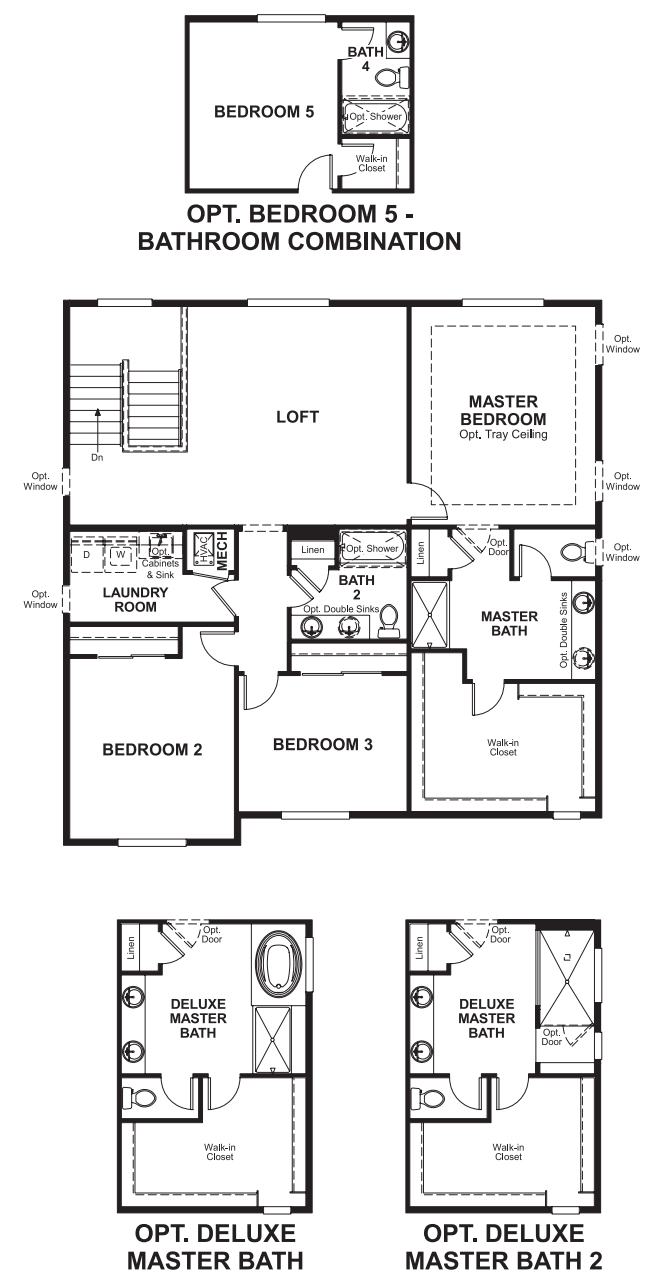 BATH
4
BEDROOM 5
Opt. Shower
Walk-in
Closet
OPT. BEDROOM 5 -
BATHROOM COMBINATION
Opt.
Window
MASTER
BEDROOM
Opt. Tray Ceiling
LOFT
Dn
Opt.
Window
Opt.
Window
D
W
Opt.
Cabinets
& Sink
HVAC
MECH
Linen
Opt. Shower
Linen
Opt.
Door
Opt.
Window
LAUNDRY
ROOM
Opt.
Window
BATH
2
Opt. Double Sinks
MASTER
BATH
Opt. Double Sinks
BEDROOM 2
BEDROOM 3
Walk-in
Closet
Linen
Opt.
Door
DELUXE
MASTER
BATH
Walk-in
Closet
OPT. DELUXE
MASTER BATH
Linen
Opt.
Door
DELUXE
MASTER
BATH
Opt.
Door
Walk-in
Closet
OPT. DELUXE
MASTER BATH 2